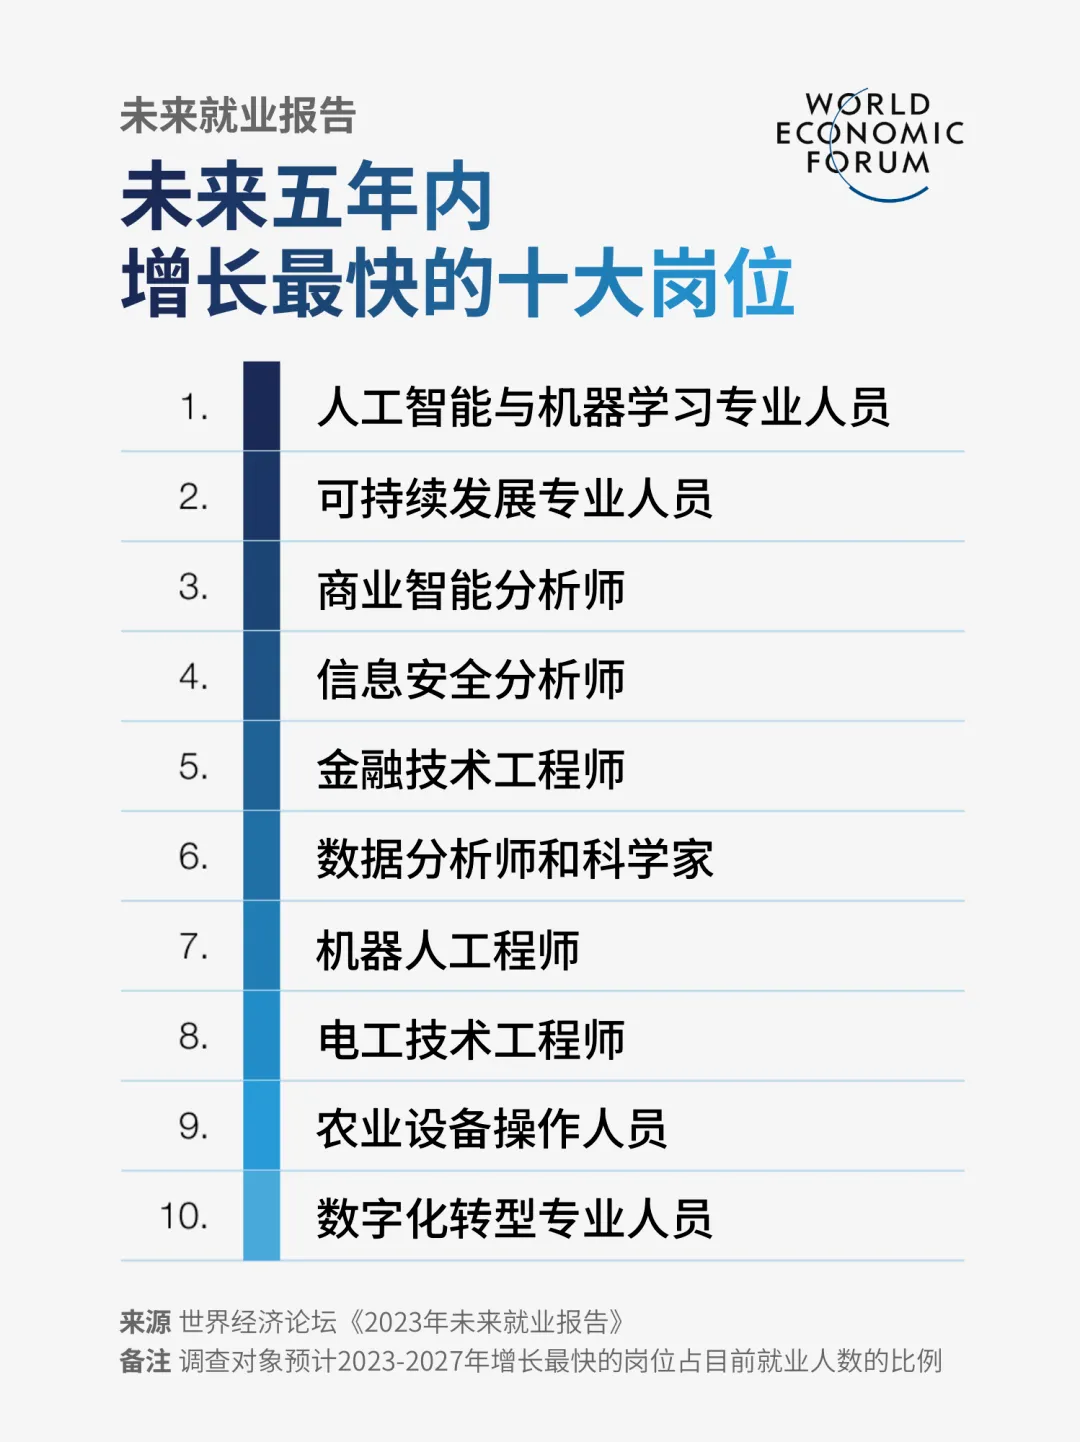 未来就业报告
WORLD
ECONOMIC
FORUM
未来五年内
增长最快的十大岗位
1. 人工智能与机器学习专业人员
2. 可持续发展专业人员
3. 商业智能分析师
4. 信息安全分析师
5. 金融技术工程师
6. 数据分析师和科学家
7. 机器人工程师
8. 电工技术工程师
9. 农业设备操作人员
10. 数字化转型专业人员
来源 世界经济论坛《2023年未来就业报告》
备注 调查对象预计2023-2027年增长最快的岗位占目前就业人数的比例